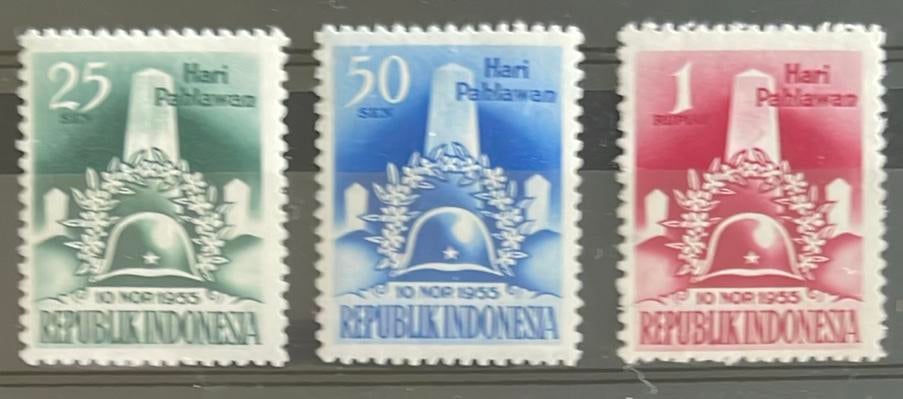 25
SEN
Hari
Pahlawan
10 NOP. 1955
REPUBLIK INDONESIA
50
SEN
Hari
Pahlawan
10 NOP. 1955
REPUBLIK INDONESIA
1
RUPIAH
Hari
Pahlawan
10 NOP. 1955
REPUBLIK INDONESIA